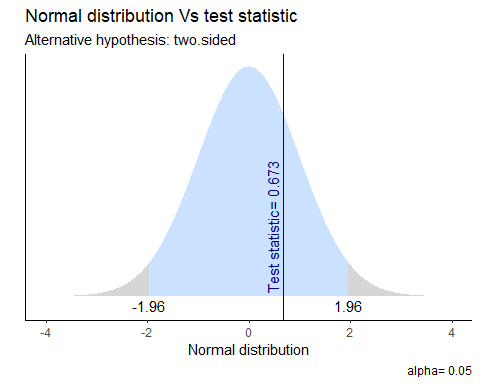 Normal distribution Vs test statistic
Alternative hypothesis: two.sided
Test statistic= 0.673
-1.96 1.96
-4 -2 0 2 4
Normal distribution
alpha= 0.05